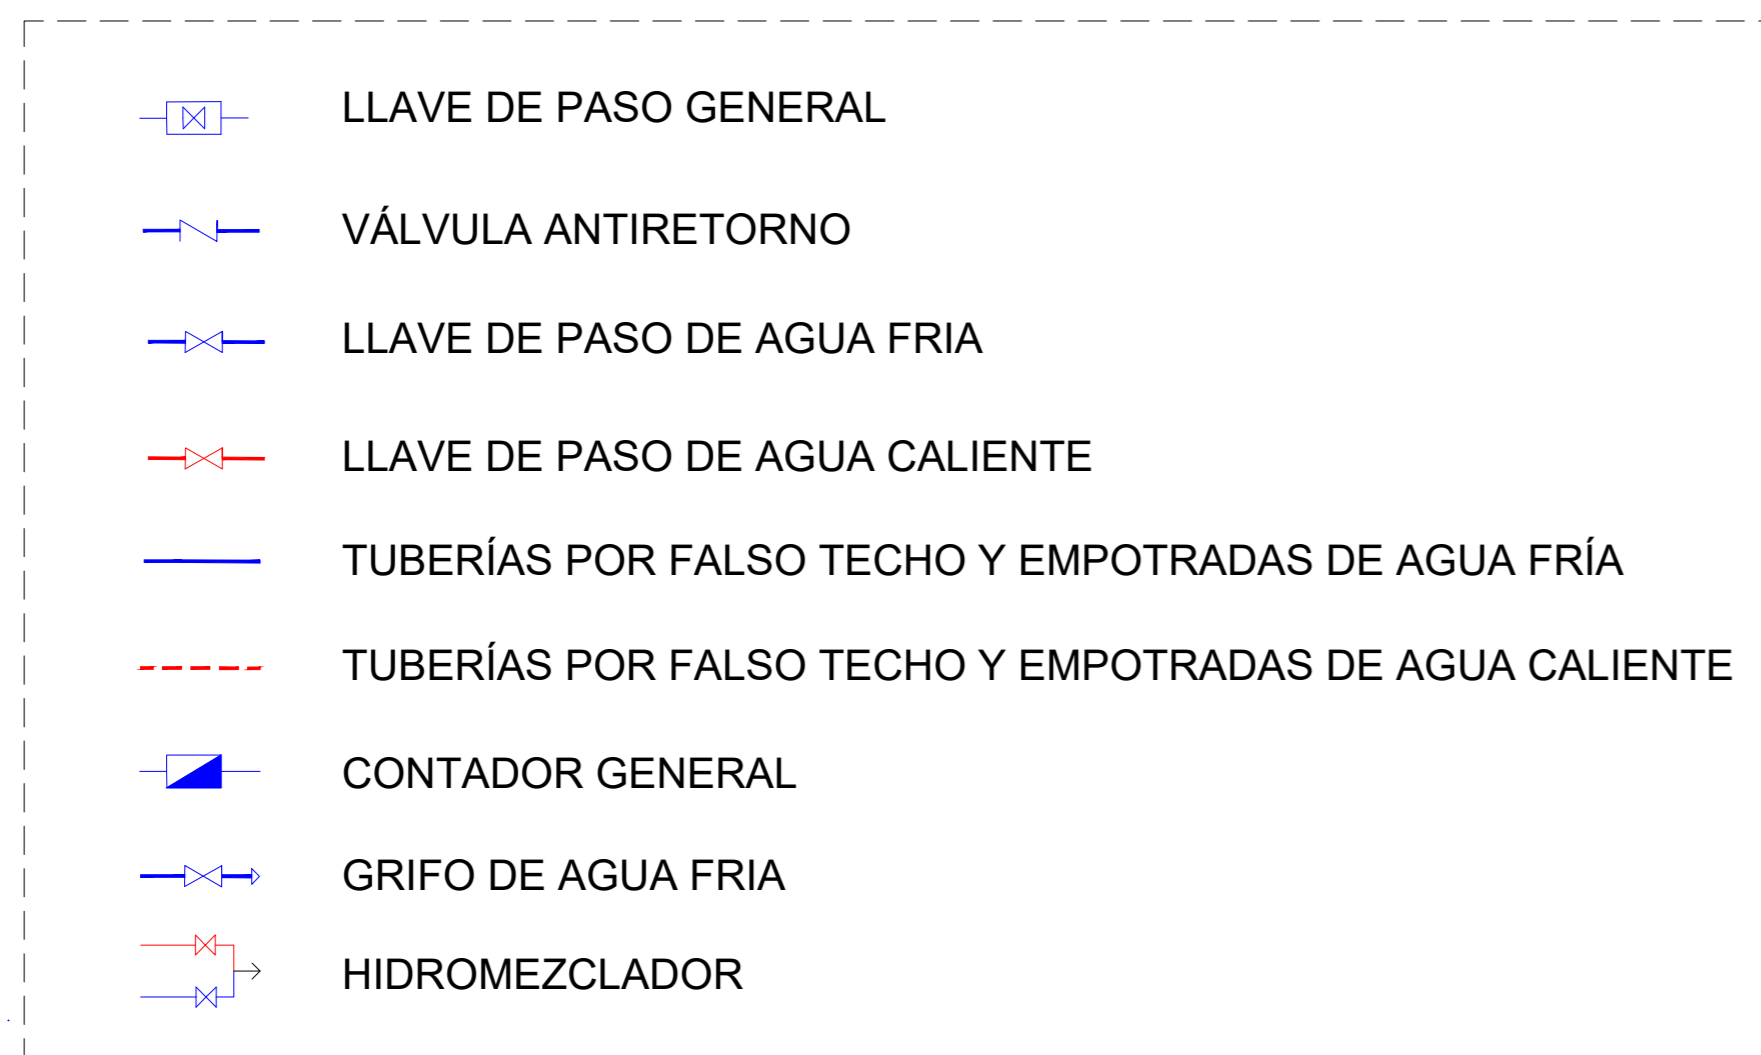 LLAVE DE PASO GENERAL
VÁLVULA ANTIRETORNO
LLAVE DE PASO DE AGUA FRIA
LLAVE DE PASO DE AGUA CALIENTE
TUBERÍAS POR FALSO TECHO Y EMPOTRADAS DE AGUA FRÍA
TUBERÍAS POR FALSO TECHO Y EMPOTRADAS DE AGUA CALIENTE
CONTADOR GENERAL
GRIFO DE AGUA FRIA
HIDROMEZCLADOR